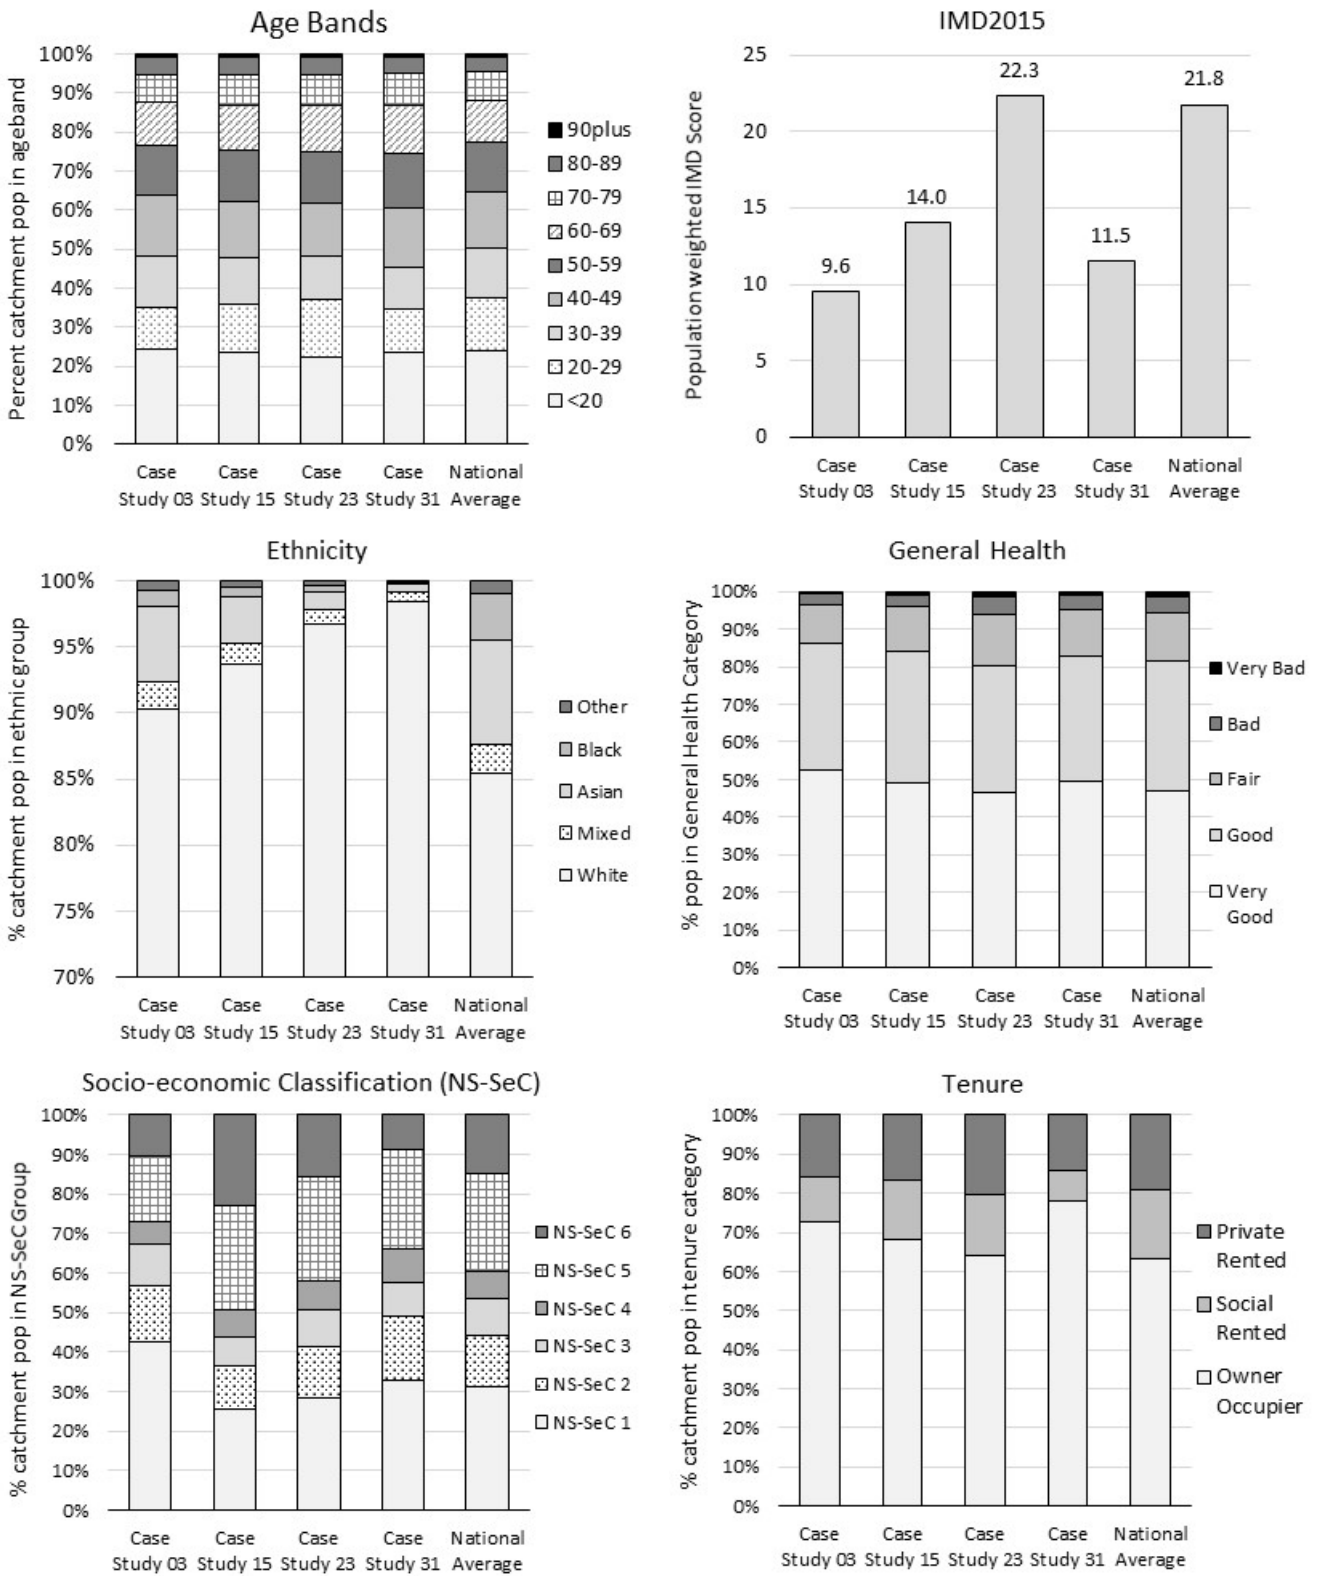 Age Bands
Percent catchment pop in ageband
100%
90%
80%
70%
60%
50%
40%
30%
20%
10%
0%
90plus
80-89
70-79
60-69
50-59
40-49
30-39
20-29
<20
Case Case Case Case National
Study 03 Study 15 Study 23 Study 31 Average
IMD2015
Population weighted IMD Score
25
20
15
10
5
0
9.6
14.0
22.3
11.5
21.8
Case Case Case Case National
Study 03 Study 15 Study 23 Study 31 Average
Ethnicity
% catchment pop in ethnic group
100%
95%
90%
85%
80%
75%
70%
Other
Black
Asian
Mixed
White
Case Case Case Case National
Study 03 Study 15 Study 23 Study 31 Average
General Health
% pop in General Health Category
100%
90%
80%
70%
60%
50%
40%
30%
20%
10%
0%
Very Bad
Bad
Fair
Good
Very
Good
Case Case Case Case National
Study 03 Study 15 Study 23 Study 31 Average
Socio-economic Classification (NS-SeC)
% catchment pop in NS-SeC Group
100%
90%
80%
70%
60%
50%
40%
30%
20%
10%
0%
NS-SeC 6
NS-SeC 5
NS-SeC 4
NS-SeC 3
NS-SeC 2
NS-SeC 1
Case Case Case Case National
Study 03 Study 15 Study 23 Study 31 Average
Tenure
% catchment pop in tenure category
100%
90%
80%
70%
60%
50%
40%
30%
20%
10%
0%
Private
Rented
Social
Rented
Owner
Occupier
Case Case Case Case National
Study 03 Study 15 Study 23 Study 31 Average